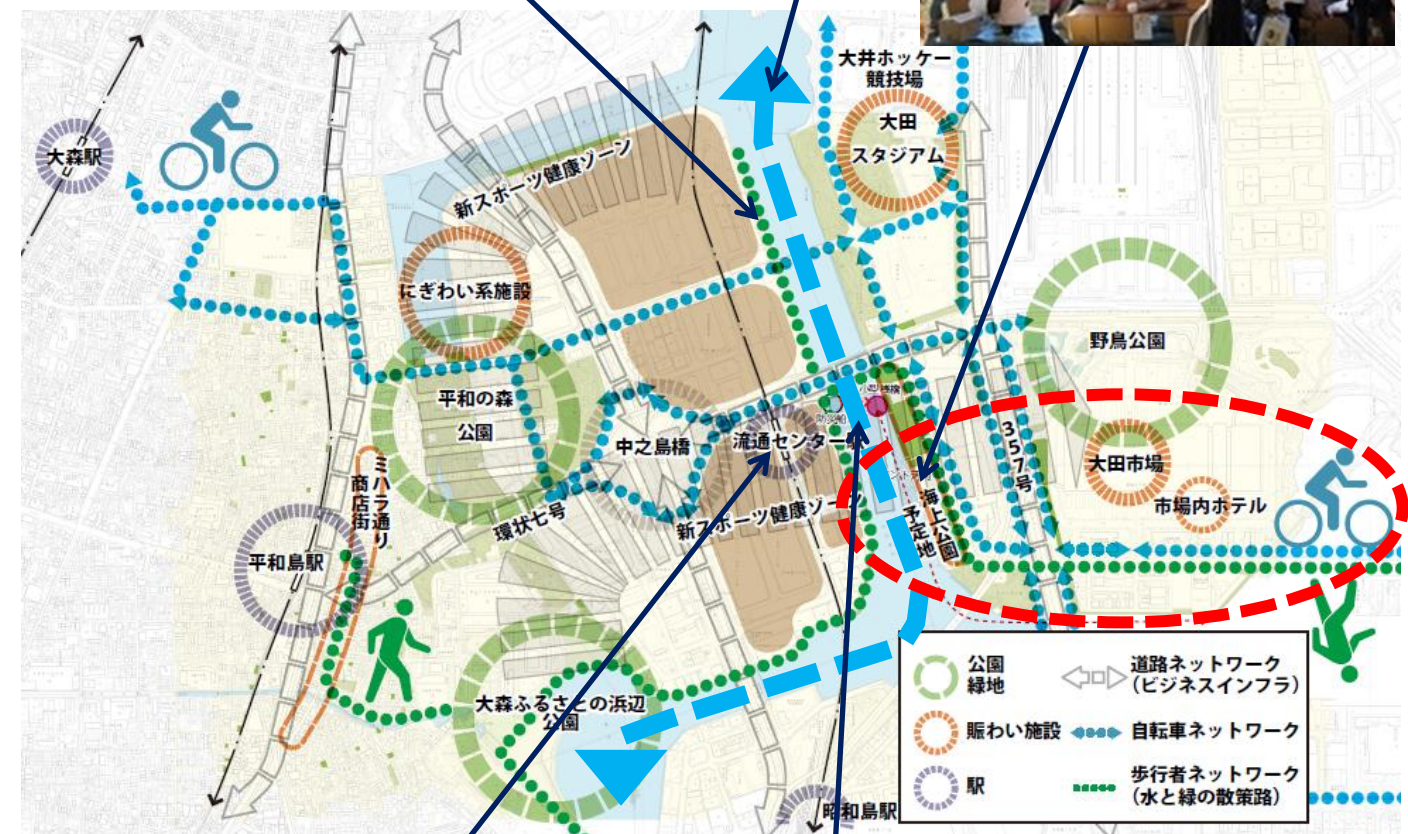 大井ホッケー
競技場
大田
スタジアム
大森駅
新スポーツ健康ゾーン
にぎわい系施設
野鳥公園
平和の森
公園
中之島橋
流通センター
357号
大田市場
市場内ホテル
ミハラ通り
商店街
環状七号
新スポーツ健康ゾーン
海上公園
予定地
平和島駅
大森ふるさとの浜辺
公園
昭和島駅
公園
緑地
道路ネットワーク
(ビジネスインフラ)
賑わい施設
自転車ネットワーク
駅
歩行者ネットワーク
(水と緑の散策路)